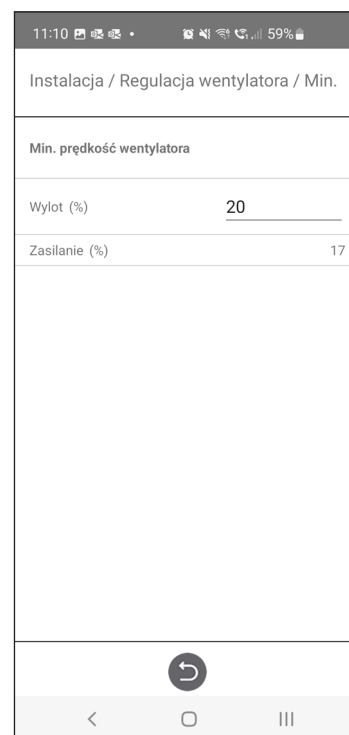 11:10 59%
Instalacja / Regulacja wentylatora / Min.
Min. prędkość wentylatora
Wylot (%) 20
Zasilanie (%) 17